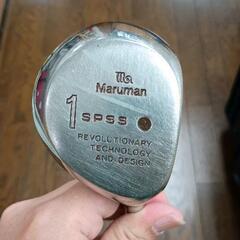 Maruman
1 SPSS
REVOLUTIONARY
TECHNOLOGY
AND DESIGN